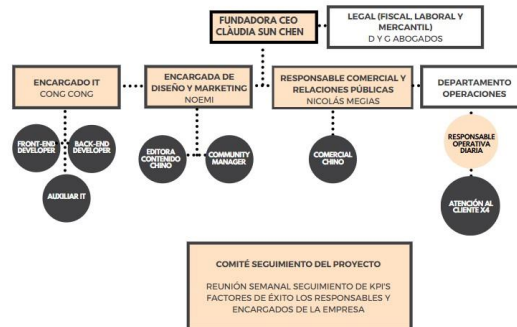 FUNDADORA CEO
CLÀUDIA SUN CHEN
LEGAL (FISCAL, LABORAL Y
MERCANTIL)
D Y G ABOGADOS
ENCARGADO IT
CONG CONG
ENCARGADA DE
DISEÑO Y MARKETING
NOEMI
RESPONSABLE COMERCIAL Y
RELACIONES PÚBLICAS
NICOLÁS MEGIAS
DEPARTAMENTO
OPERACIONES
FRONT-END
DEVELOPER
BACK-END
DEVELOPER
AUXILIAR IT
EDITORA
CONTENIDO
CHINO
COMMUNITY
MANAGER
COMERCIAL
CHINO
RESPONSABLE
OPERATIVA
DIARIA
ATENCIÓN AL
CLIENTE X4
COMITÉ SEGUIMIENTO DEL PROYECTO
REUNIÓN SEMANAL SEGUIMIENTO DE KPI'S
FACTORES DE ÉXITO LOS RESPONSABLES Y
ENCARGADOS DE LA EMPRESA